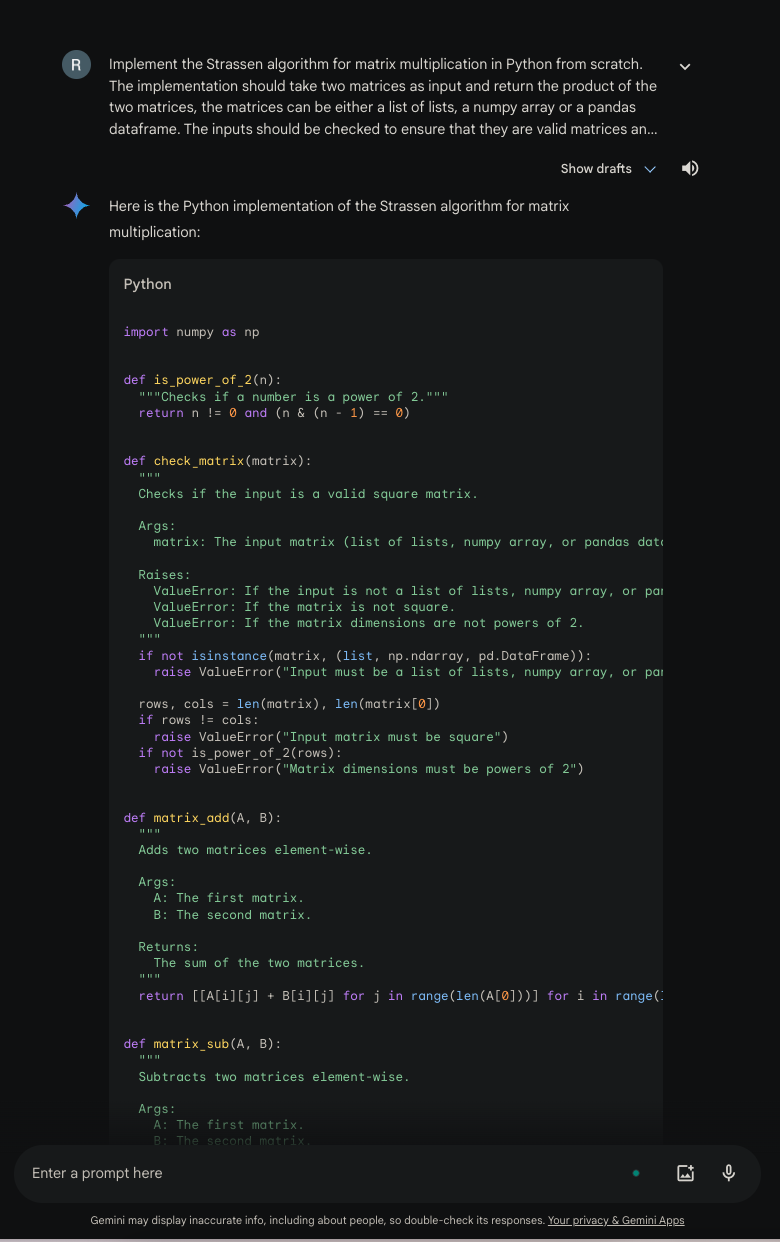 R
Implement the Strassen algorithm for matrix multiplication in Python from scratch.
The implementation should take two matrices as input and return the product of the
two matrices, the matrices can be either a list of lists, a numpy array or a pandas
dataframe. The inputs should be checked to ensure that they are valid matrices an...
Show drafts
Here is the Python implementation of the Strassen algorithm for matrix
multiplication:
Python
import numpy as np
def is_power_of_2(n):
  """Checks if a number is a power of 2."""
  return n != 0 and (n & (n - 1) == 0)
def check_matrix(matrix):
  """
  Checks if the input is a valid square matrix.
  Args:
    matrix: The input matrix (list of lists, numpy array, or pandas data
  Raises:
    ValueError: If the input is not a list of lists, numpy array, or pan
    ValueError: If the matrix is not square.
    ValueError: If the matrix dimensions are not powers of 2.
  """
  if not isinstance(matrix, (list, np.ndarray, pd.DataFrame)):
    raise ValueError("Input must be a list of lists, numpy array, or pan
  rows, cols = len(matrix), len(matrix[0])
  if rows != cols:
    raise ValueError("Input matrix must be square")
  if not is_power_of_2(rows):
    raise ValueError("Matrix dimensions must be powers of 2")
def matrix_add(A, B):
  """
  Adds two matrices element-wise.
  Args:
    A: The first matrix.
    B: The second matrix.
  Returns:
    The sum of the two matrices.
  """
  return [[A[i][j] + B[i][j] for j in range(len(A[0]))] for i in range(
def matrix_sub(A, B):
  """
  Subtracts two matrices element-wise.
  Args:
    A: The first matrix.
    B: The second matrix.
Enter a prompt here
Gemini may display inaccurate info, including about people, so double-check its responses. Your privacy & Gemini Apps